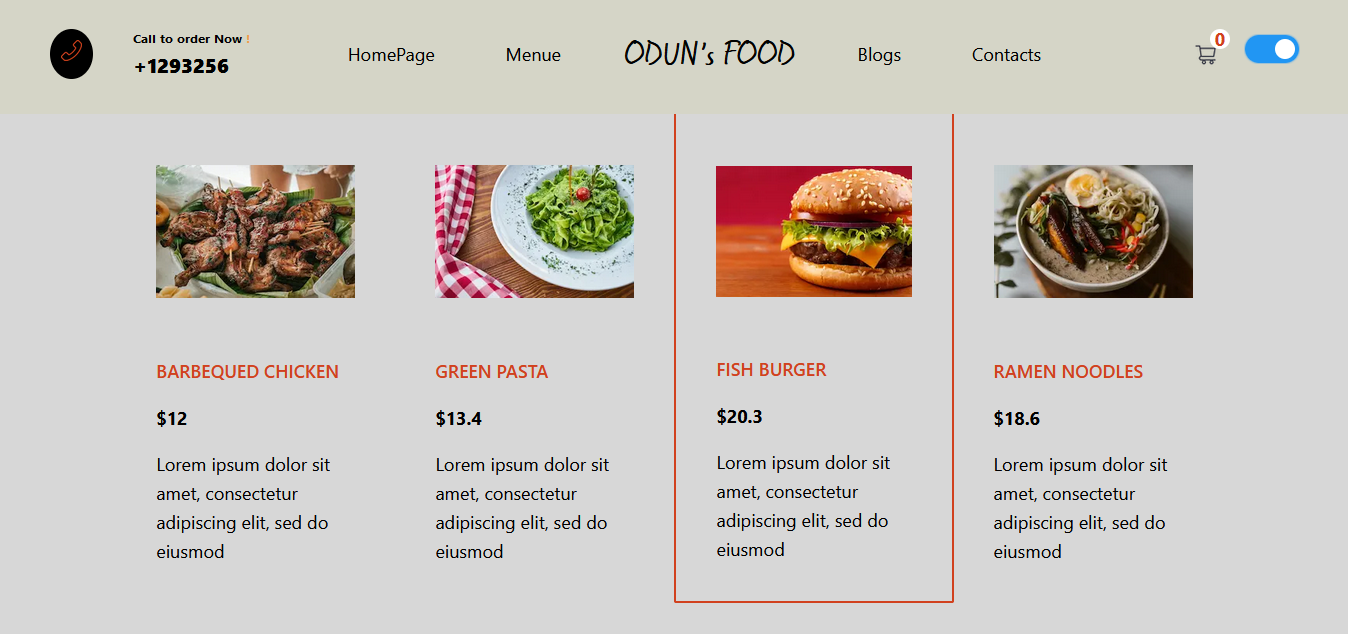 Call to order Now !
+1293256
HomePage
Menue
ODUN's FOOD
Blogs
Contacts
0
BARBEQUED CHICKEN
$12
Lorem ipsum dolor sit
amet, consectetur
adipiscing elit, sed do
eiusmod
GREEN PASTA
$13.4
Lorem ipsum dolor sit
amet, consectetur
adipiscing elit, sed do
eiusmod
FISH BURGER
$20.3
Lorem ipsum dolor sit
amet, consectetur
adipiscing elit, sed do
eiusmod
RAMEN NOODLES
$18.6
Lorem ipsum dolor sit
amet, consectetur
adipiscing elit, sed do
eiusmod